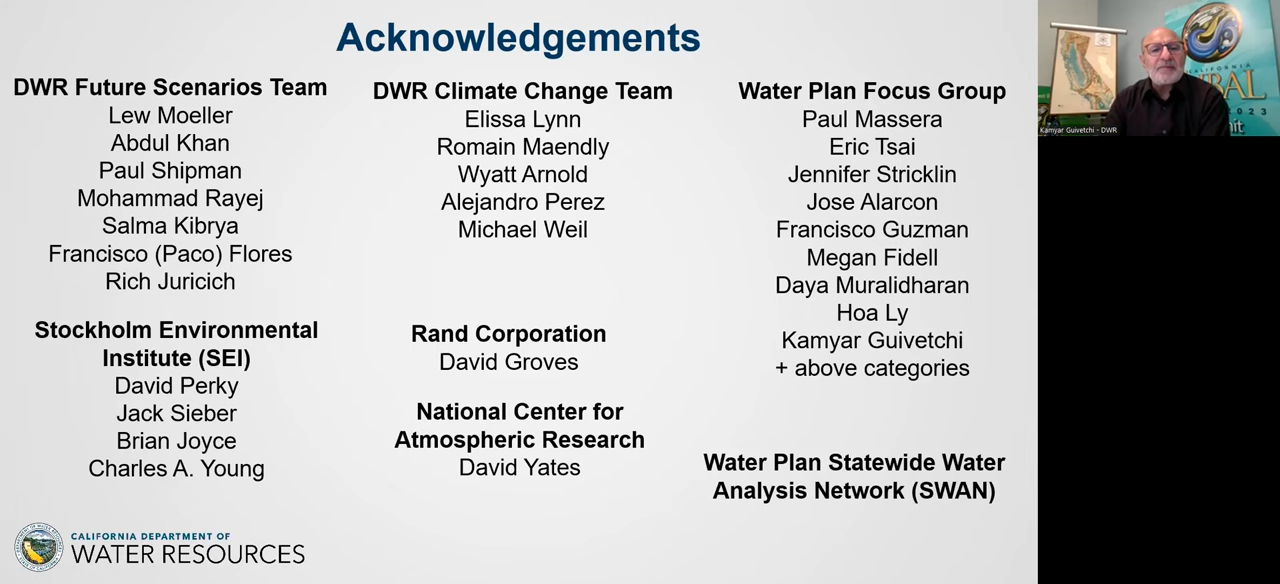 Acknowledgements
DWR Future Scenarios Team
Lew Moeller
Abdul Khan
Paul Shipman
Mohammad Rayej
Salma Kibrya
Francisco (Paco) Flores
Rich Juricich
Stockholm Environmental
Institute (SEI)
David Perky
Jack Sieber
Brian Joyce
Charles A. Young
DWR Climate Change Team
Elissa Lynn
Romain Maendly
Wyatt Arnold
Alejandro Perez
Michael Weil
Rand Corporation
David Groves
National Center for
Atmospheric Research
David Yates
Water Plan Focus Group
Paul Massera
Eric Tsai
Jennifer Stricklin
Jose Alarcon
Francisco Guzman
Megan Fidell
Daya Muralidharan
Hoa Ly
Kamyar Guivetchi
+ above categories
Water Plan Statewide Water
Analysis Network (SWAN)
CALIFORNIA DEPARTMENT OF
WATER RESOURCES
Kamyar Guivetchi - DWR